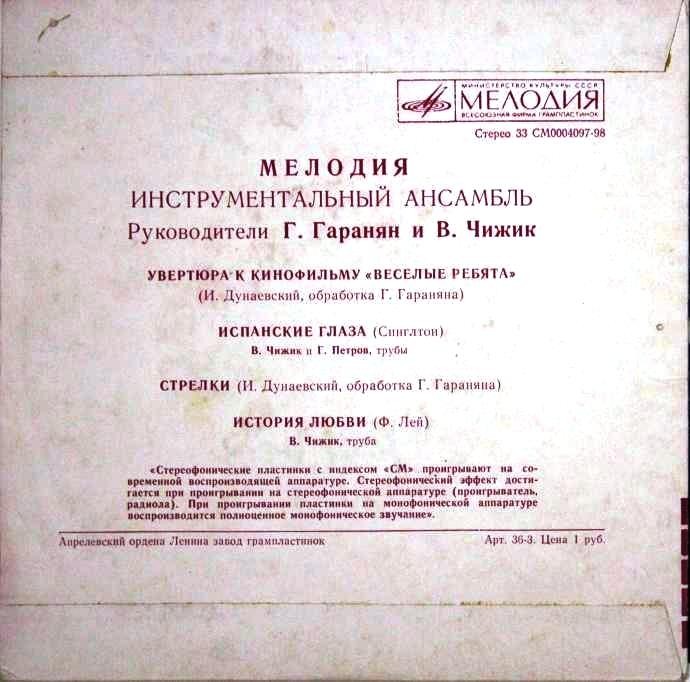 МИНИСТЕРСТВО КУЛЬТУРЫ СССР
МЕЛОДИЯ
ВСЕСОЮЗНАЯ ФИРМА ГРАМПЛАСТИНОК
Стерео 33 СМ0004097-98
МЕЛОДИЯ
ИНСТРУМЕНТАЛЬНЫЙ АНСАМБЛЬ
Руководители Г. Гаранян и В. Чижик
УВЕРТЮРА К КИНОФИЛЬМУ «ВЕСЕЛЫЕ РЕБЯТА»
(И. Дунаевский, обработка Г. Гараняна)
ИСПАНСКИЕ ГЛАЗА (Синглтон)
В. Чижик и Г. Петров, трубы
СТРЕЛКИ (И. Дунаевский, обработка Г. Гараняна)
ИСТОРИЯ ЛЮБВИ (Ф. Лей)
В. Чижик, труба
«Стереофонические пластинки с индексом «СМ» проигрывают на со-
временной воспроизводящей аппаратуре. Стереофонический эффект дости-
гается при проигрывании на стереофонической аппаратуре (проигрыватель,
радиола). При проигрывании пластинки на монофонической аппаратуре
воспроизводится полноценное монофоническое звучание».
Апрелевский ордена Ленина завод грампластинок Арт. 36-3. Цена 1 руб.